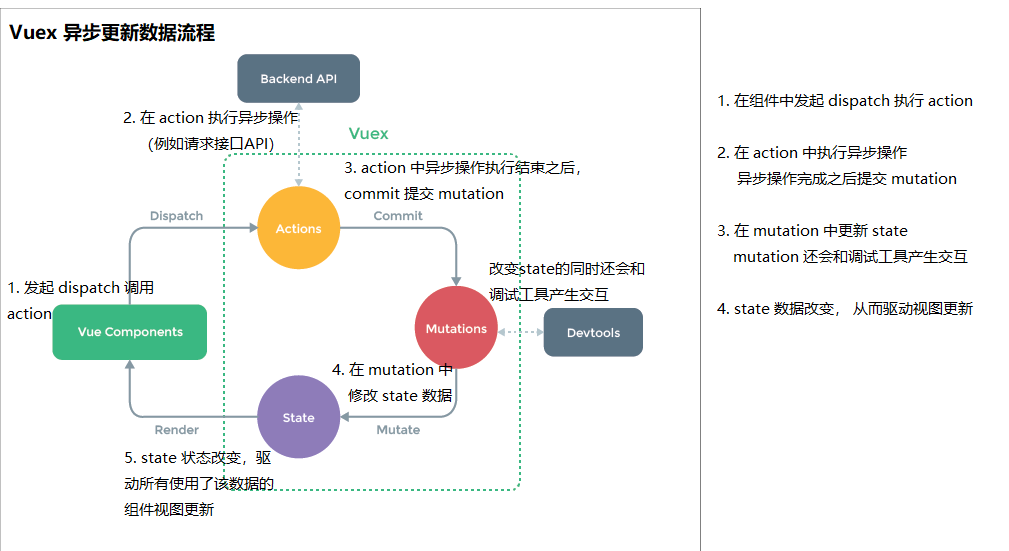 Vuex 异步更新数据流程
Backend API
2. 在 action 执行异步操作
（例如请求接口API）
Vuex
3. action 中异步操作执行结束之后，
commit 提交 mutation
Dispatch
Commit
Actions
1. 发起 dispatch 调用
action
Vue Components
改变state的同时还会和
调试工具产生交互
Mutations
Devtools
4. 在 mutation 中
修改 state 数据
State
Render
Mutate
5. state 状态改变，驱
动所有使用了该数据的
组件视图更新
1. 在组件中发起 dispatch 执行 action
2. 在 action 中执行异步操作
异步操作完成之后提交 mutation
3. 在 mutation 中更新 state
mutation 还会和调试工具产生交互
4. state 数据改变， 从而驱动视图更新